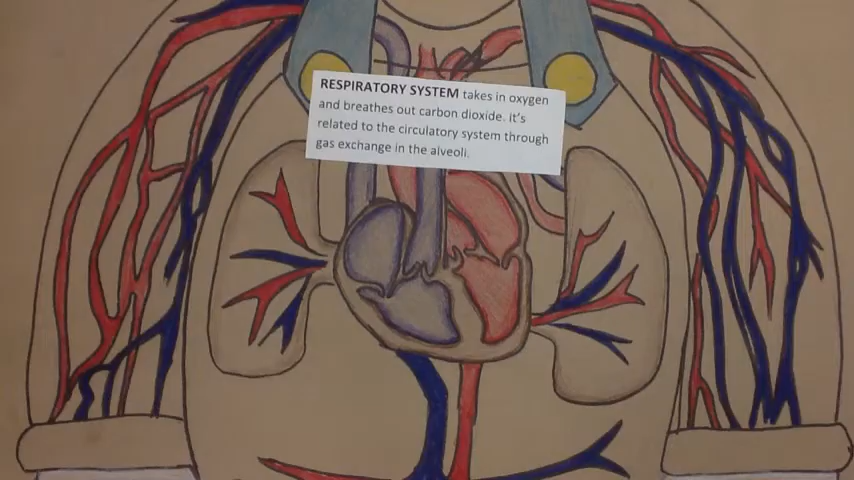 RESPIRATORY SYSTEM takes in oxygen
and breathes out carbon dioxide. it's
related to the circulatory system through
gas exchange in the alveoli.